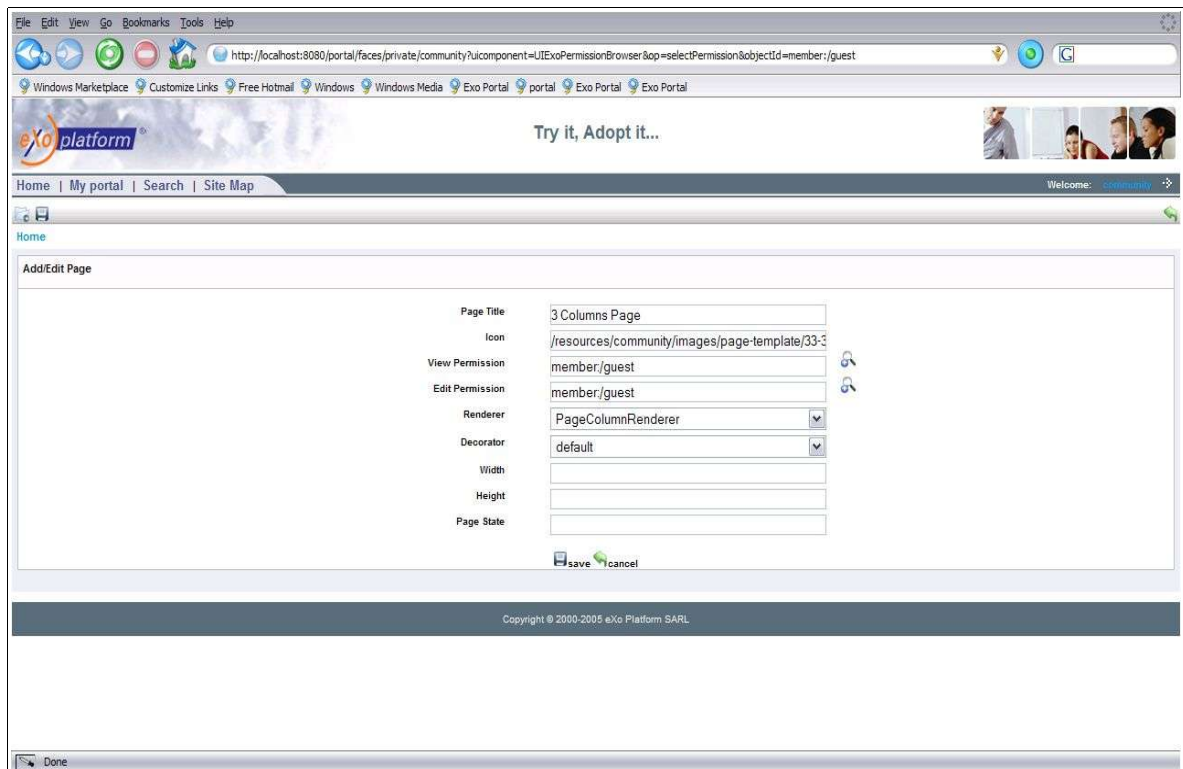 File Edit View Go Bookmarks Tools Help
http://localhost:8080/portal/faces/private/community?uicomponent=UIExoPermissionBrowser&op=selectPermission&objectId=member:/guest
G
Windows Marketplace Customize Links Free Hotmail Windows Windows Media Exo Portal portal Exo Portal Exo Portal
eXo platform ®
Try it, Adopt it...
Home | My portal | Search | Site Map
Welcome: community
Home
Add/Edit Page
Page Title 3 Columns Page
Icon /resources/community/images/page-template/33-3
View Permission member:/guest
Edit Permission member:/guest
Renderer PageColumnRenderer
Decorator default
Width
Height
Page State
save cancel
Copyright © 2000-2005 eXo Platform SARL
Done